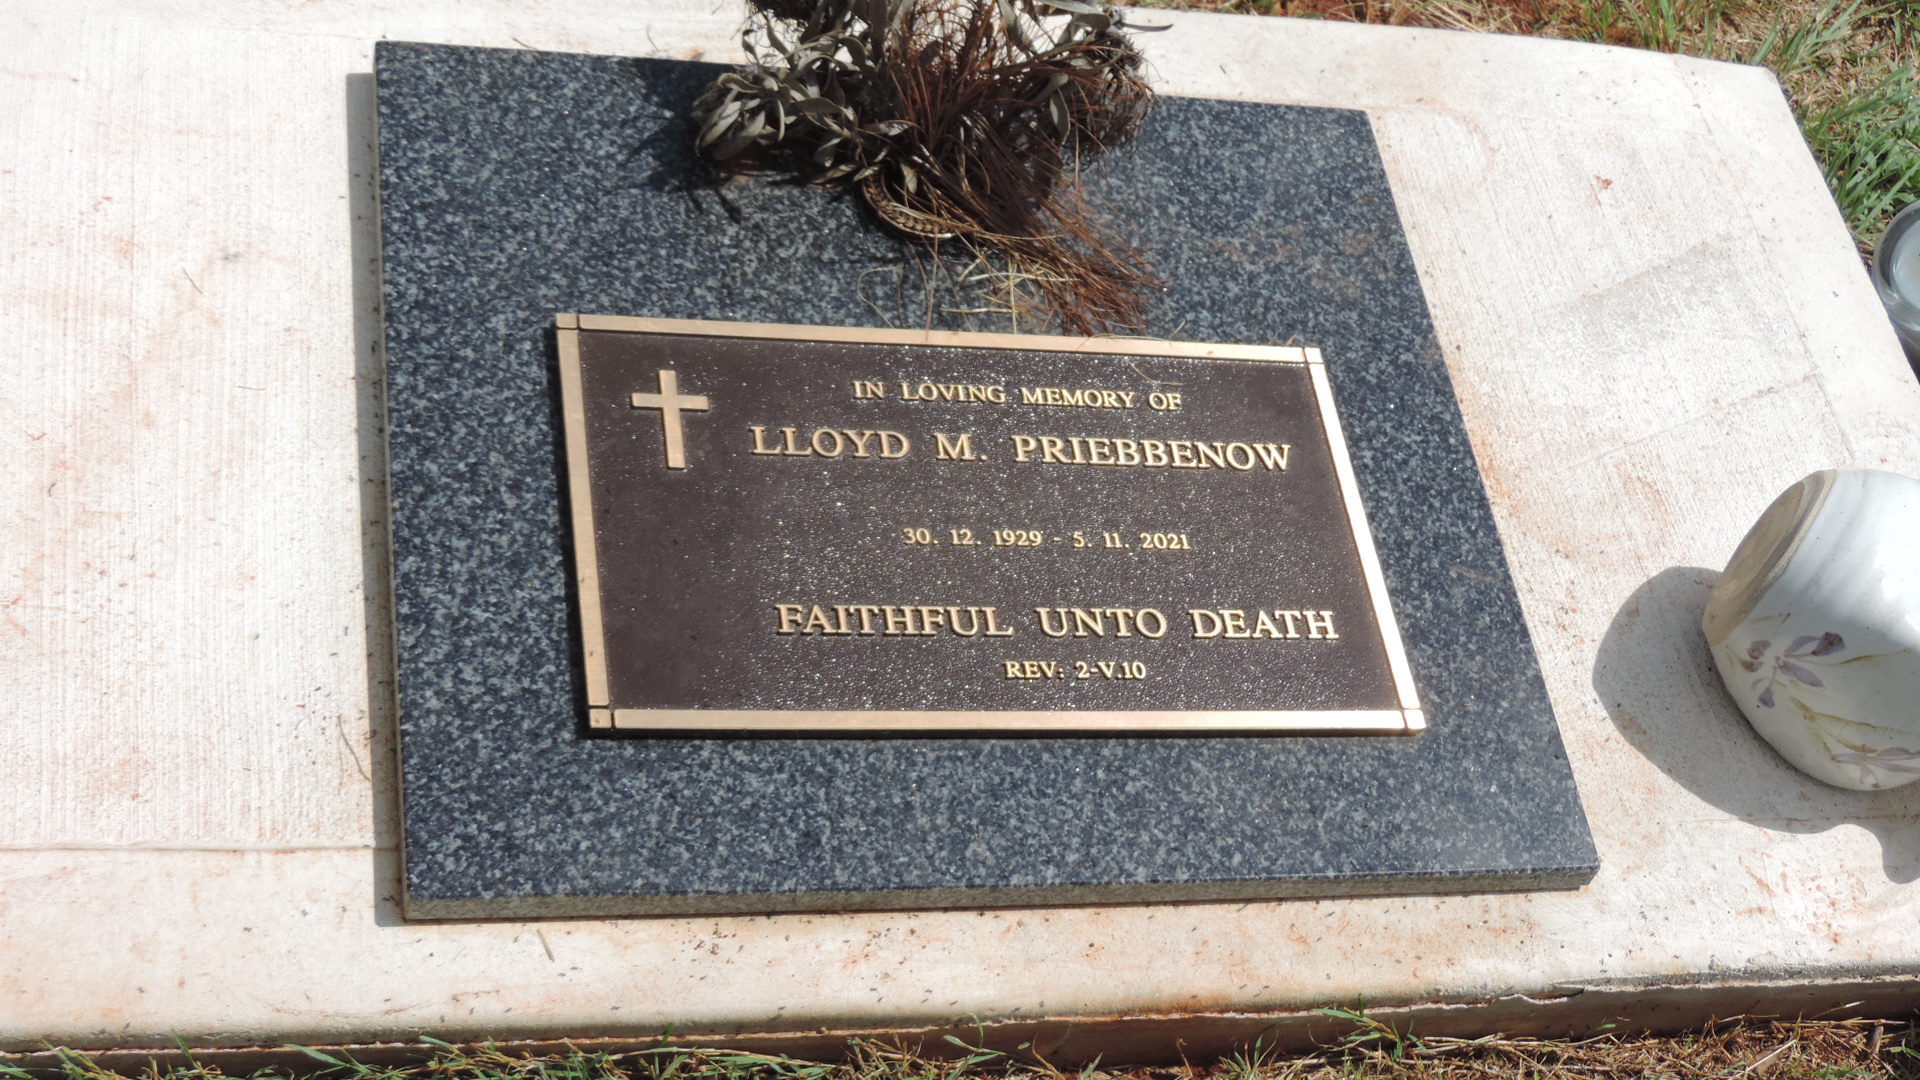 IN LOVING MEMORY OF
LLOYD M. PRIEBBENOW
30. 12. 1929 - 5. 11. 2021
FAITHFUL UNTO DEATH
REV: 2-V.10